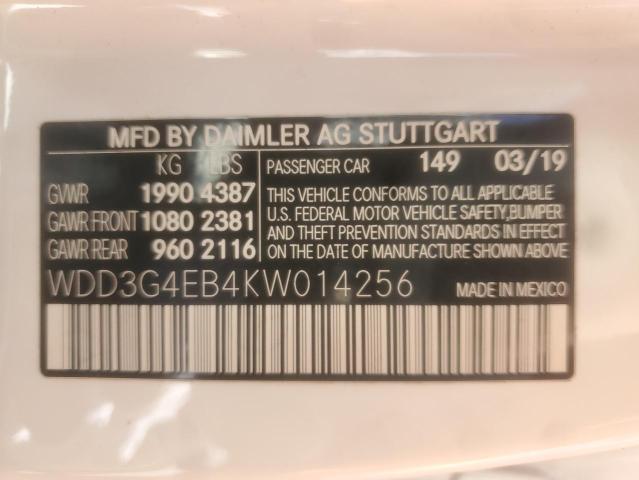 MFD BY DAIMLER AG STUTTGART
KG LBS
GVWR 1990 4387
GAWR FRONT 1080 2381
GAWR REAR 960 2116
PASSENGER CAR 149 03/19
THIS VEHICLE CONFORMS TO ALL APPLICABLE
U.S. FEDERAL MOTOR VEHICLE SAFETY,BUMPER
AND THEFT PREVENTION STANDARDS IN EFFECT
ON THE DATE OF MANUFACTURE SHOWN ABOVE
WDD3G4EB4KW014256 MADE IN MEXICO